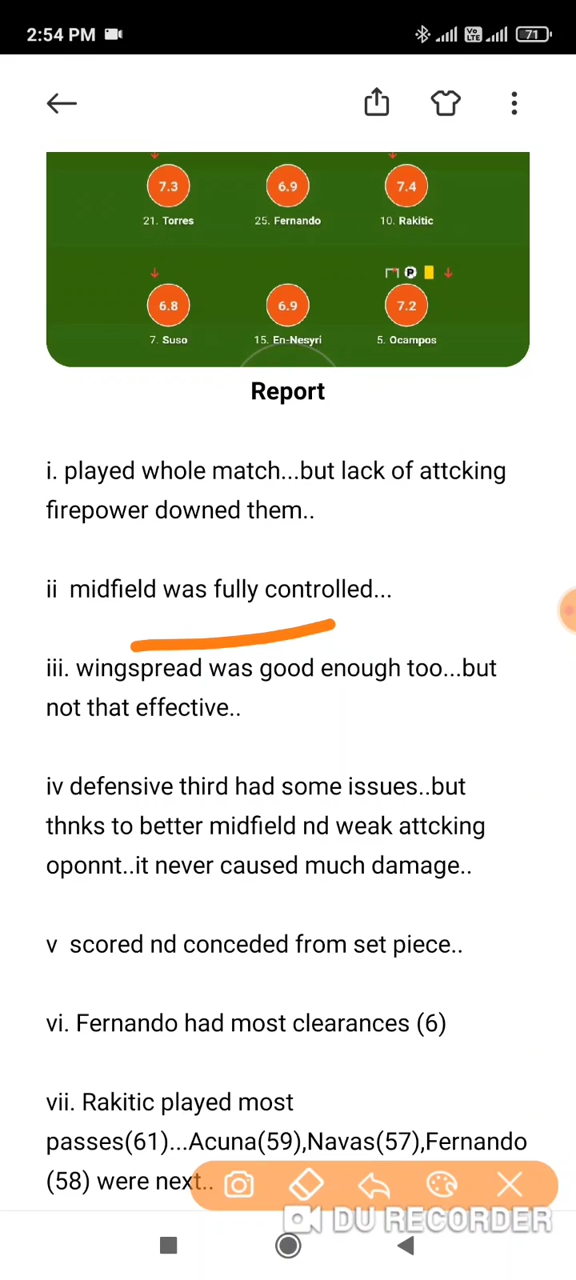 2:54 PM Vo LTE 71
7.3 6.9 7.4
21. Torres 25. Fernando 10. Rakitic
P
6.8 6.9 7.2
7. Suso 15. En-Nesyri 5. Ocampos
Report
i. played whole match...but lack of attcking
firepower downed them..
ii  midfield was fully controlled...
iii. wingspread was good enough too...but
not that effective..
iv defensive third had some issues..but
thnks to better midfield nd weak attcking
oponnt..it never caused much damage..
v  scored nd conceded from set piece..
vi. Fernando had most clearances (6)
vii. Rakitic played most
passes(61)...Acuna(59),Navas(57),Fernando
(58) were next..
DU RECORDER